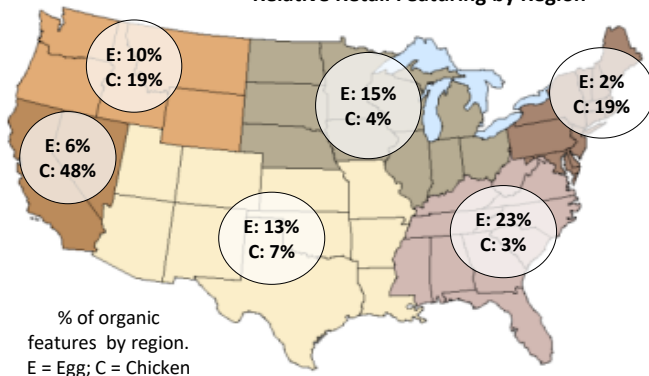 Relative Retail Featuring by Region
E: 10%
C: 19%
E: 15%
C: 4%
E: 2%
C: 19%
E: 6%
C: 48%
E: 13%
C: 7%
E: 23%
C: 3%
% of organic
features by region.
E = Egg; C = Chicken